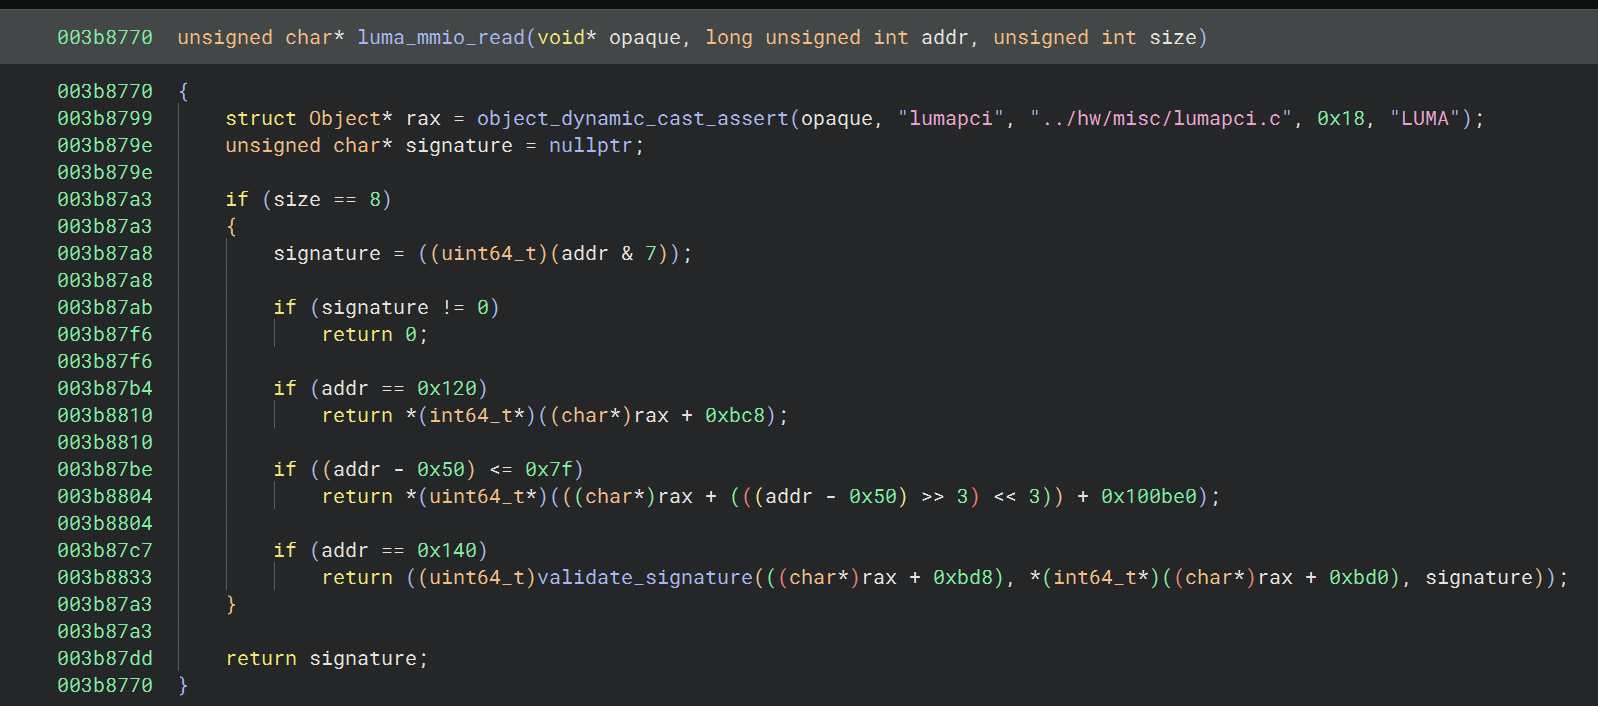 003b8770  unsigned char* luma_mmio_read(void* opaque, long unsigned int addr, unsigned int size)
003b8770  {
003b8799      struct Object* rax = object_dynamic_cast_assert(opaque, "lumapci", "../hw/misc/lumapci.c", 0x18, "LUMA");
003b879e      unsigned char* signature = nullptr;
003b879e
003b87a3      if (size == 8)
003b87a3      {
003b87a8          signature = ((uint64_t)(addr & 7));
003b87a8
003b87ab          if (signature != 0)
003b87f6              return 0;
003b87f6
003b87b4          if (addr == 0x120)
003b8810              return *(int64_t*)((char*)rax + 0xbc8);
003b8810
003b87be          if ((addr - 0x50) <= 0x7f)
003b8804              return *(uint64_t*)(((char*)rax + (((addr - 0x50) >> 3) << 3)) + 0x100be0);
003b8804
003b87c7          if (addr == 0x140)
003b8833              return ((uint64_t)validate_signature(((char*)rax + 0xbd8), *(int64_t*)((char*)rax + 0xbd0), signature));
003b87a3      }
003b87a3
003b87dd      return signature;
003b8770  }